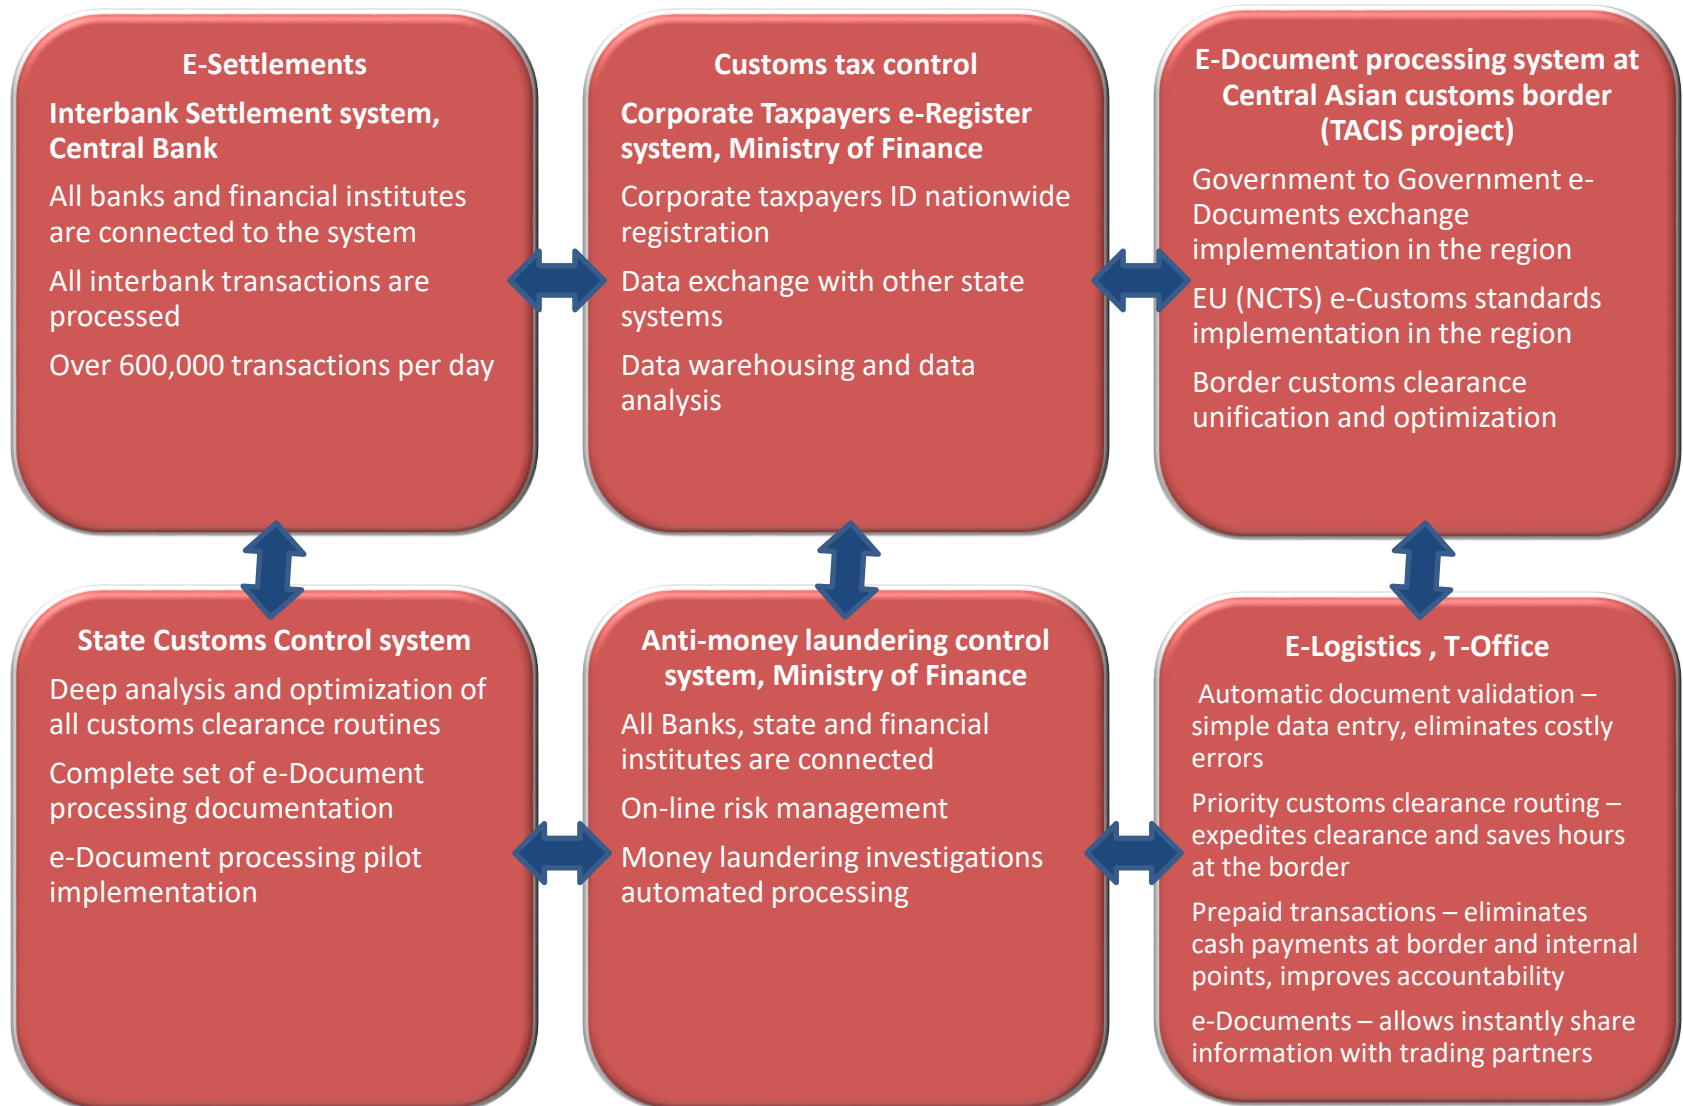 E-Settlements
Interbank Settlement system,
Central Bank
All banks and financial institutes
are connected to the system
All interbank transactions are
processed
Over 600,000 transactions per day
Customs tax control
Corporate Taxpayers e-Register
system, Ministry of Finance
Corporate taxpayers ID nationwide
registration
Data exchange with other state
systems
Data warehousing and data
analysis
E-Document processing system at
Central Asian customs border
(TACIS project)
Government to Government e-
Documents exchange
implementation in the region
EU (NCTS) e-Customs standards
implementation in the region
Border customs clearance
unification and optimization
State Customs Control system
Deep analysis and optimization of
all customs clearance routines
Complete set of e-Document
processing documentation
e-Document processing pilot
implementation
Anti-money laundering control
system, Ministry of Finance
All Banks, state and financial
institutes are connected
On-line risk management
Money laundering investigations
automated processing
E-Logistics , T-Office
Automatic document validation –
simple data entry, eliminates costly
errors
Priority customs clearance routing –
expedites clearance and saves hours
at the border
Prepaid transactions – eliminates
cash payments at border and internal
points, improves accountability
e-Documents – allows instantly share
information with trading partners